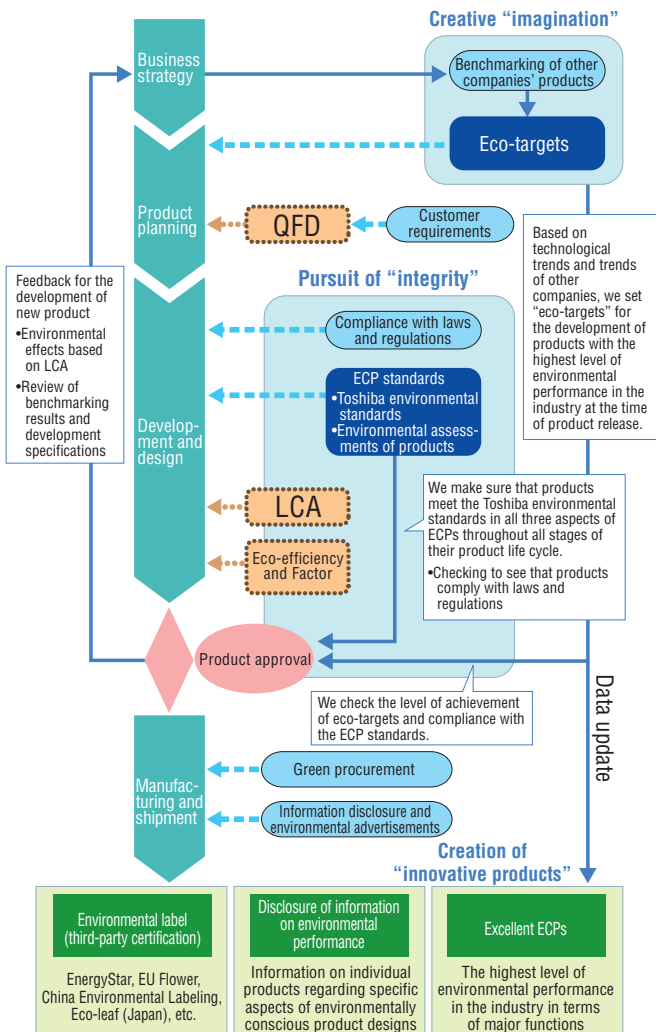 Creative “imagination”
Business
strategy
Benchmarking of other
companies’ products
Eco-targets
Product
planning
QFD
Customer
requirements
Based on
technological
trends and trends
of other
companies, we set
“eco-targets” for
the development of
products with the
highest level of
environmental
performance in the
industry at the time
of product release.
Feedback for the
development of
new product
•Environmental
effects based
on LCA
•Review of
benchmarking
results and
development
specifications
Pursuit of “integrity”
Compliance with laws
and regulations
ECP standards
•Toshiba environmental
standards
•Environmental assess-
ments of products
Develop-
ment and
design
LCA
Eco-efficiency
and Factor
We make sure that products
meet the Toshiba environmental
standards in all three aspects of
ECPs throughout all stages of
their product life cycle.
•Checking to see that products
comply with laws and
regulations
Product approval
We check the level of achievement
of eco-targets and compliance with
the ECP standards.
Data update
Manufac-
turing and
shipment
Green procurement
Information disclosure and
environmental advertisements
Creation of
“innovative products”
Environmental label
(third-party certification)
EnergyStar, EU Flower,
China Environmental Labeling,
Eco-leaf (Japan), etc.
Disclosure of information
on environmental
performance
Information on individual
products regarding specific
aspects of environmentally
conscious product designs
Excellent ECPs
The highest level of
environmental performance
in the industry in terms
of major functions